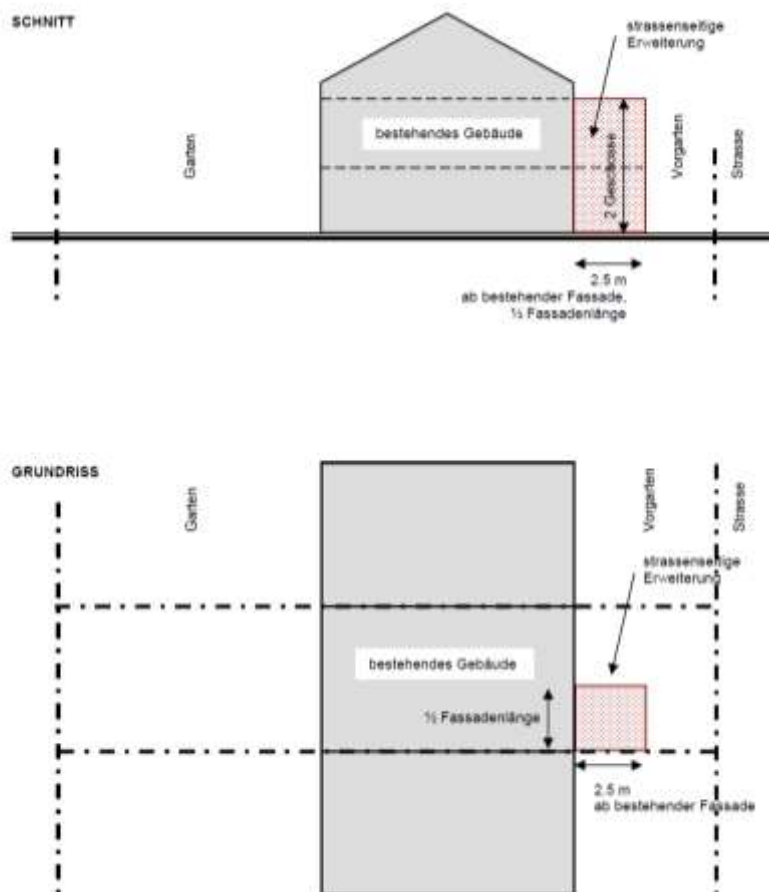 SCHNITT
strassenseitige
Erweiterung
bestehendes Gebäude
Garten
2 Geschosse
Vorgarten
Strasse
2.5 m
ab bestehender Fassade,
½ Fassadenlänge
GRUNDRISS
Garten
Vorgarten
Strasse
strassenseitige
Erweiterung
bestehendes Gebäude
½ Fassadenlänge
2.5 m
ab bestehender Fassade